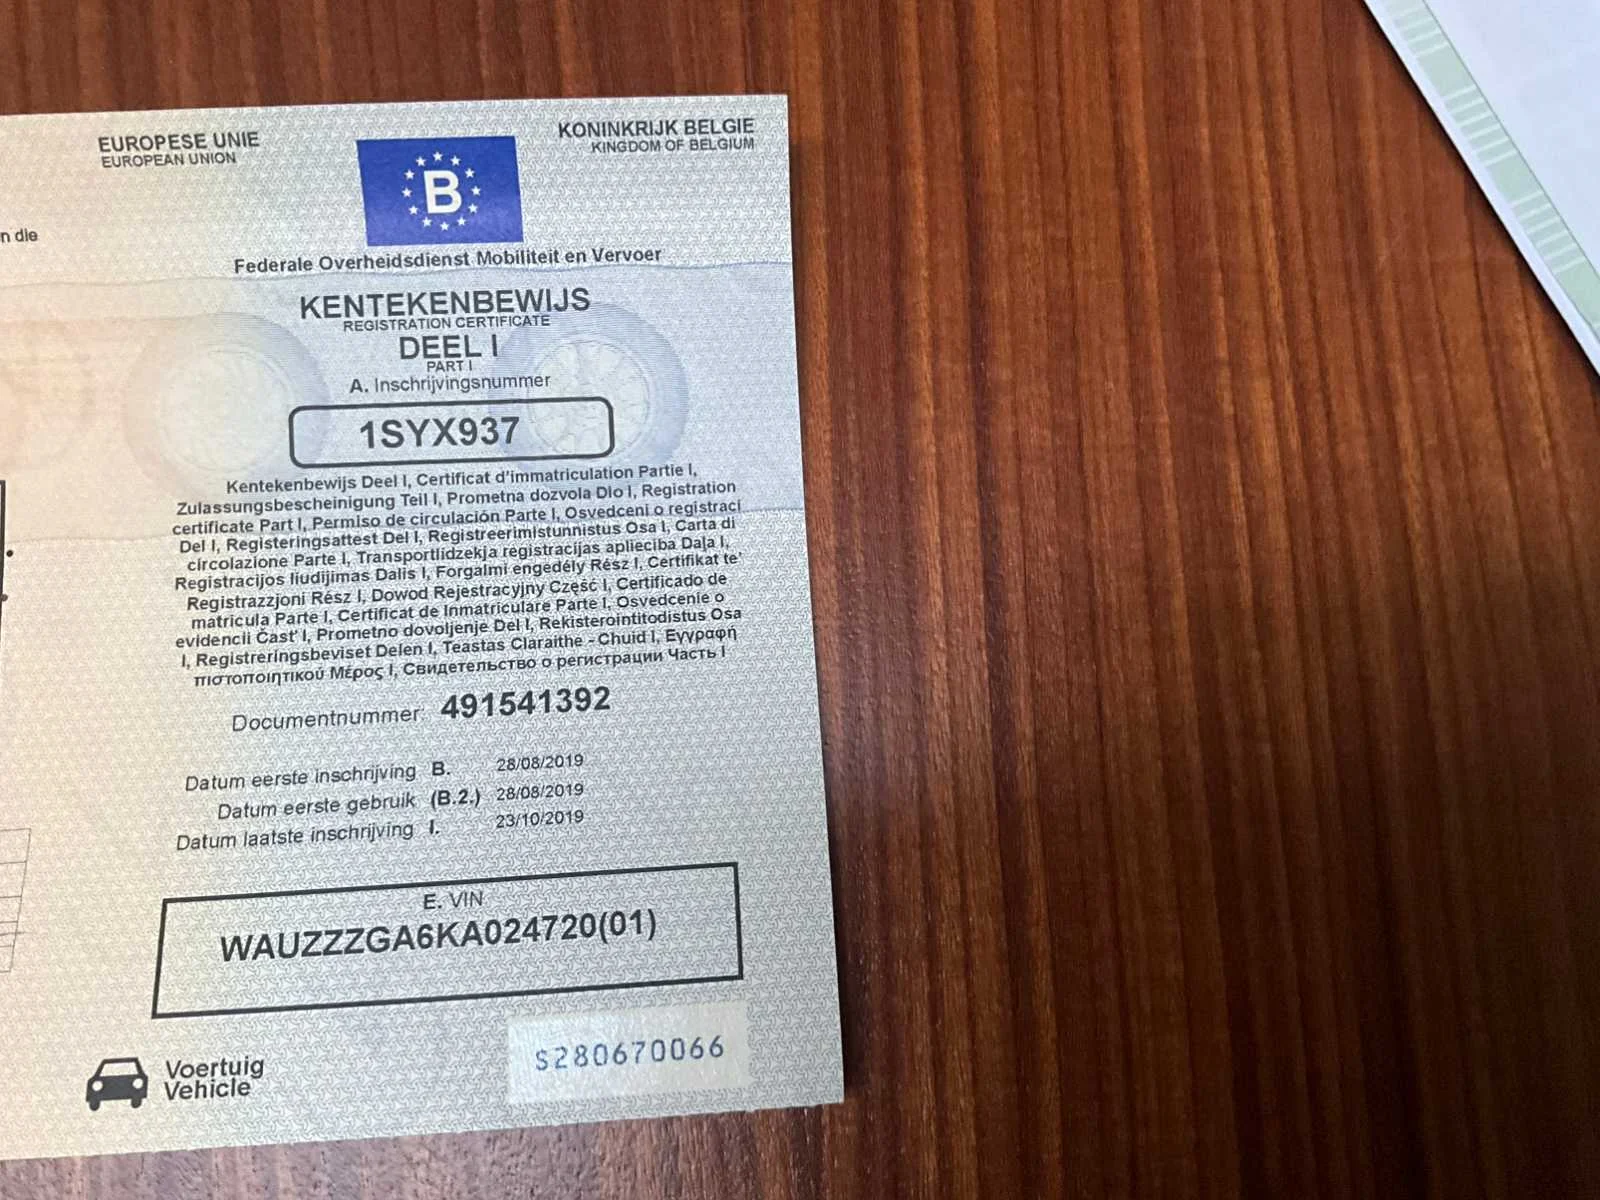 EUROPESE UNIE
EUROPEAN UNION
KONINKRIJK BELGIE
KINGDOM OF BELGIUM
B
n die
Federale Overheidsdienst Mobiliteit en Vervoer
KENTEKENBEWIJS
REGISTRATION CERTIFICATE
DEEL I
PART I
A. Inschrijvingsnummer
1SYX937
Kentekenbewijs Deel I, Certificat d'immatriculation Partie I,
Zulassungsbescheinigung Teil I, Prometna dozvola Dlo I, Registration
certificate Part I, Permiso de circulación Parte I, Osvedceni o registraci
Del I, Registeringsattest Del I, Registreerimistunnistus Osa I, Carta di
circolazione Parte I, Transportlidzekja registracijas aplieciba Daļa I,
Registracijos liudijimas Dalis I, Forgalmi engedély Rész I, Certifikat te'
Registrazzjoni Rész I, Dowod Rejestracyjny Część I, Certificado de
matricula Parte I, Certificat de Inmatriculare Parte I, Osvedcenie o
evidencii Časť I, Prometno dovoljenje Del I, Rekisterointitodistus Osa
I, Registreringsbeviset Delen I, Teastas Claraithe - Chuid I, Εγγραφή
πιστοποιητικού Μέρος I, Свидетельство о регистрации Часть I
Documentnummer: 491541392
Datum eerste inschrijving B. 28/08/2019
Datum eerste gebruik (B.2.) 28/08/2019
Datum laatste inschrijving I. 23/10/2019
E. VIN
WAUZZZGA6KA024720(01)
Voertuig
Vehicle
S280670066